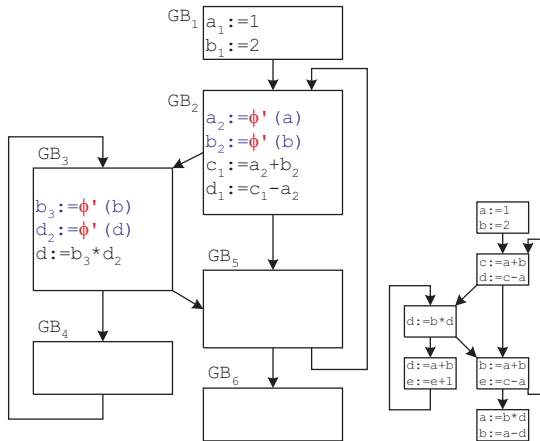 GB1
a1:=1
b1:=2
GB2
a2:=ϕ'(a)
b2:=ϕ'(b)
c1:=a2+b2
d1:=c1-a2
GB3
b3:=ϕ'(b)
d2:=ϕ'(d)
d:=b3*d2
GB5
GB4
GB6
a:=1
b:=2
c:=a+b
d:=c-a
d:=b*d
d:=a+b
e:=e+1
b:=a+b
e:=c-a
a:=b*d
b:=a-d